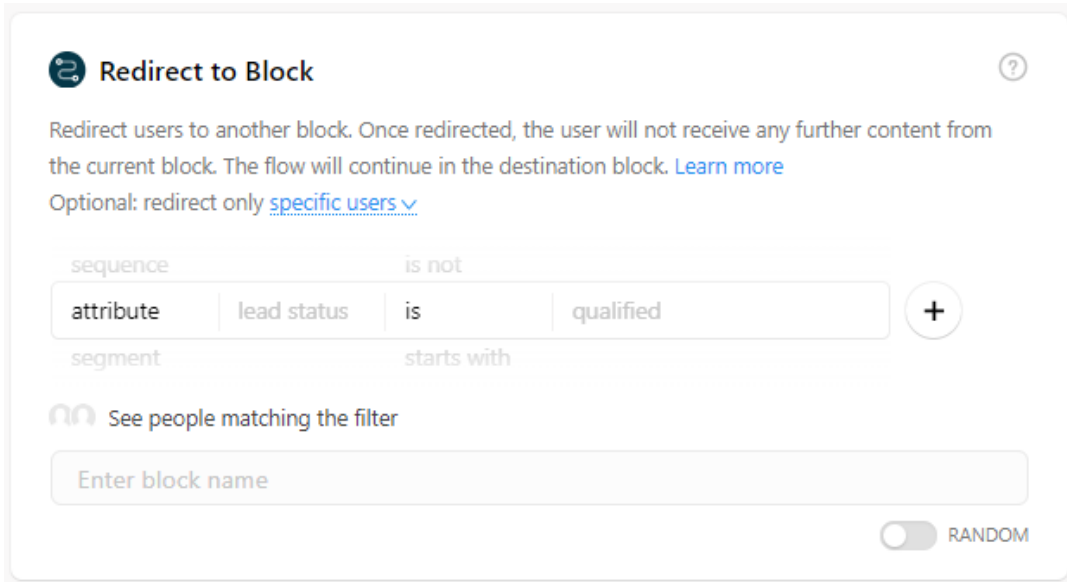 Redirect to Block
?
Redirect users to another block. Once redirected, the user will not receive any further content from
the current block. The flow will continue in the destination block. Learn more
Optional: redirect only specific users
sequence is not
attribute lead status is qualified
+
segment starts with
See people matching the filter
Enter block name
RANDOM